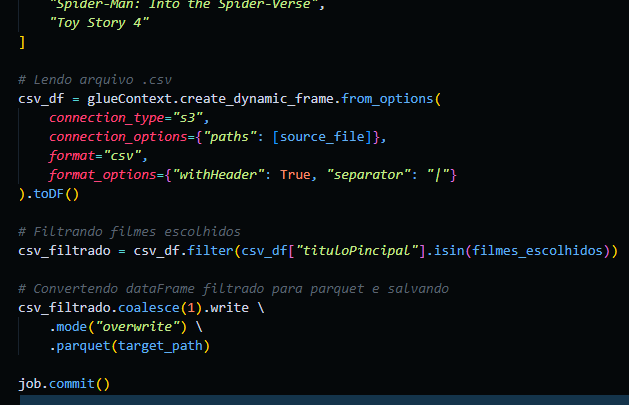 "Spider-Man: Into the Spider-Verse",
"Toy Story 4"
]
# Lendo arquivo .csv
csv_df = glueContext.create_dynamic_frame.from_options(
connection_type="s3",
connection_options={"paths": [source_file]},
format="csv",
format_options={"withHeader": True, "separator": "|"}
).toDF()
# Filtrando filmes escolhidos
csv_filtrado = csv_df.filter(csv_df["tituloPincipal"].isin(filmes_escolhidos))
# Convertendo dataFrame filtrado para parquet e salvando
csv_filtrado.coalesce(1).write \
.mode("overwrite") \
.parquet(target_path)
job.commit()